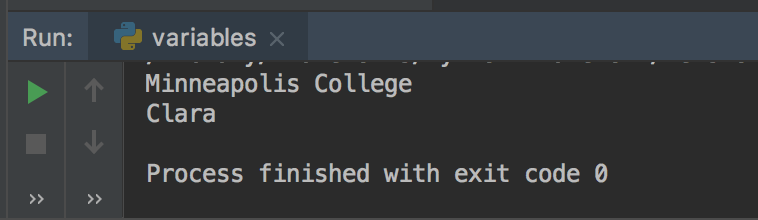 Run: variables
Minneapolis College
Clara
Process finished with exit code 0